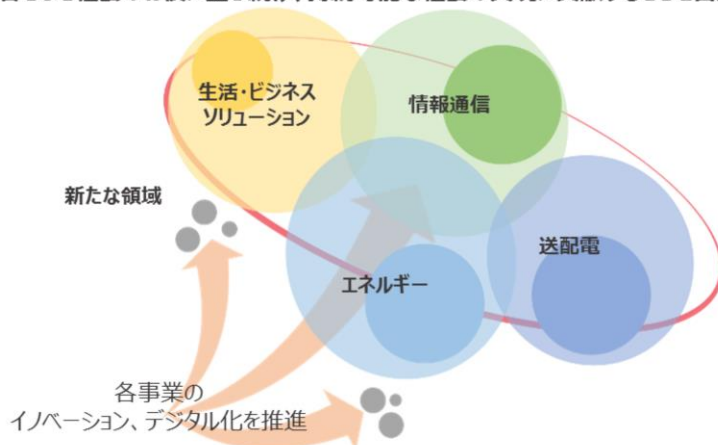 生活・ビジネス
ソリューション
情報通信
新たな領域
送配電
エネルギー
各事業の
イノベーション、デジタル化を推進